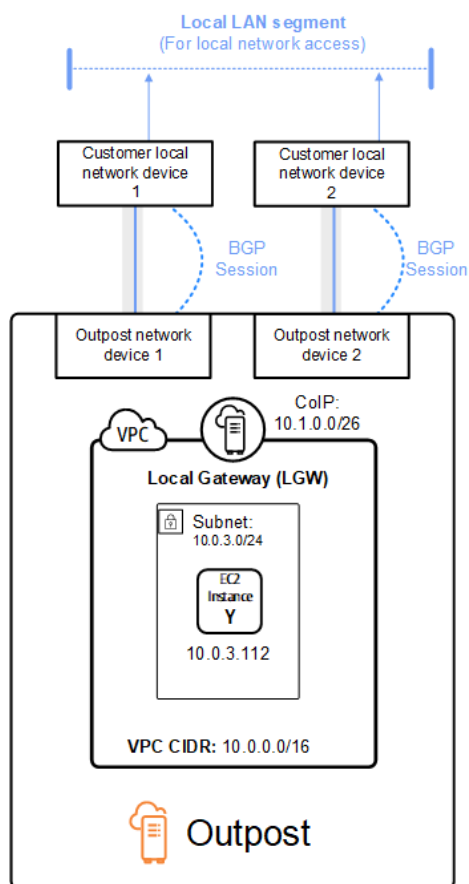 Local LAN segment
(For local network access)
Customer local
network device
1
Customer local
network device
2
BGP
Session
BGP
Session
Outpost network
device 1
Outpost network
device 2
CoIP:
10.1.0.0/26
VPC
Local Gateway (LGW)
Subnet:
10.0.3.0/24
EC2
Instance
Y
10.0.3.112
VPC CIDR: 10.0.0.0/16
Outpost